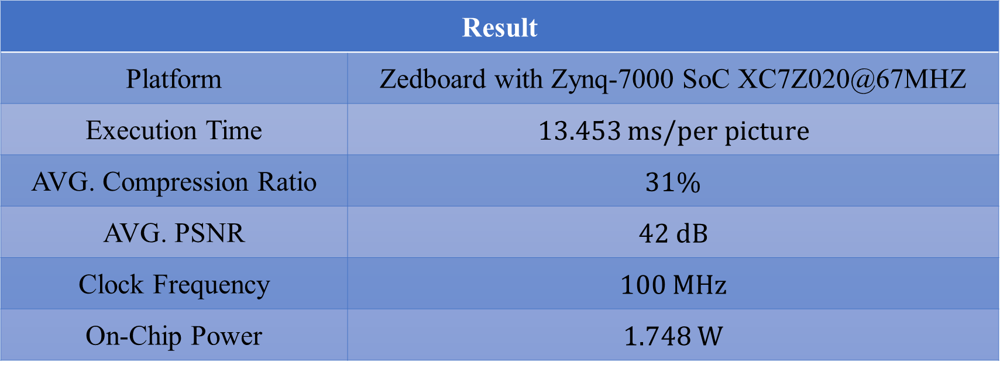 Result
Platform Zedboard with Zynq-7000 SoC XC7Z020@67MHZ
Execution Time 13.453 ms/per picture
AVG. Compression Ratio 31%
AVG. PSNR 42 dB
Clock Frequency 100 MHz
On-Chip Power 1.748 W